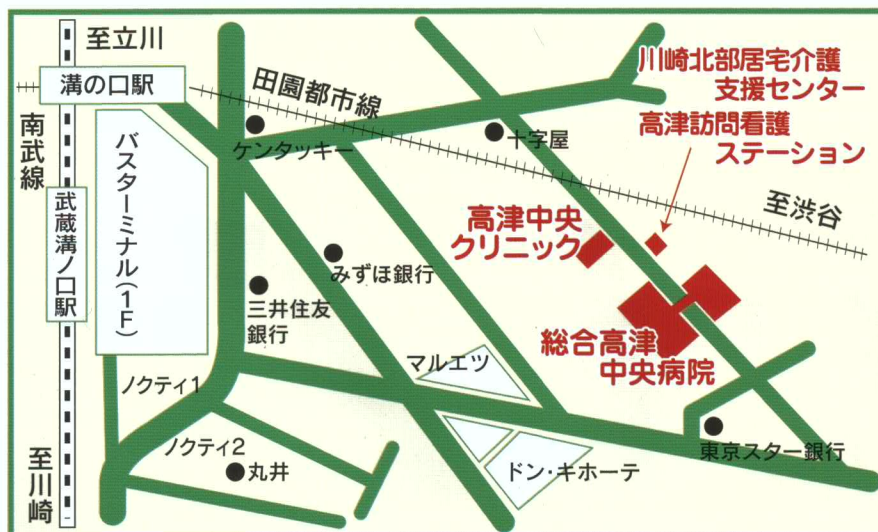 至立川
溝の口駅
南武線
バスターミナル(1F)
武蔵溝ノ口駅
至川崎
田園都市線
ケンタッキー
十字屋
川崎北部居宅介護
支援センター
高津訪問看護
ステーション
至渋谷
高津中央
クリニック
みずほ銀行
三井住友
銀行
総合高津
中央病院
マルエツ
ノクティ1
ノクティ2
丸井
ドン・キホーテ
東京スター銀行